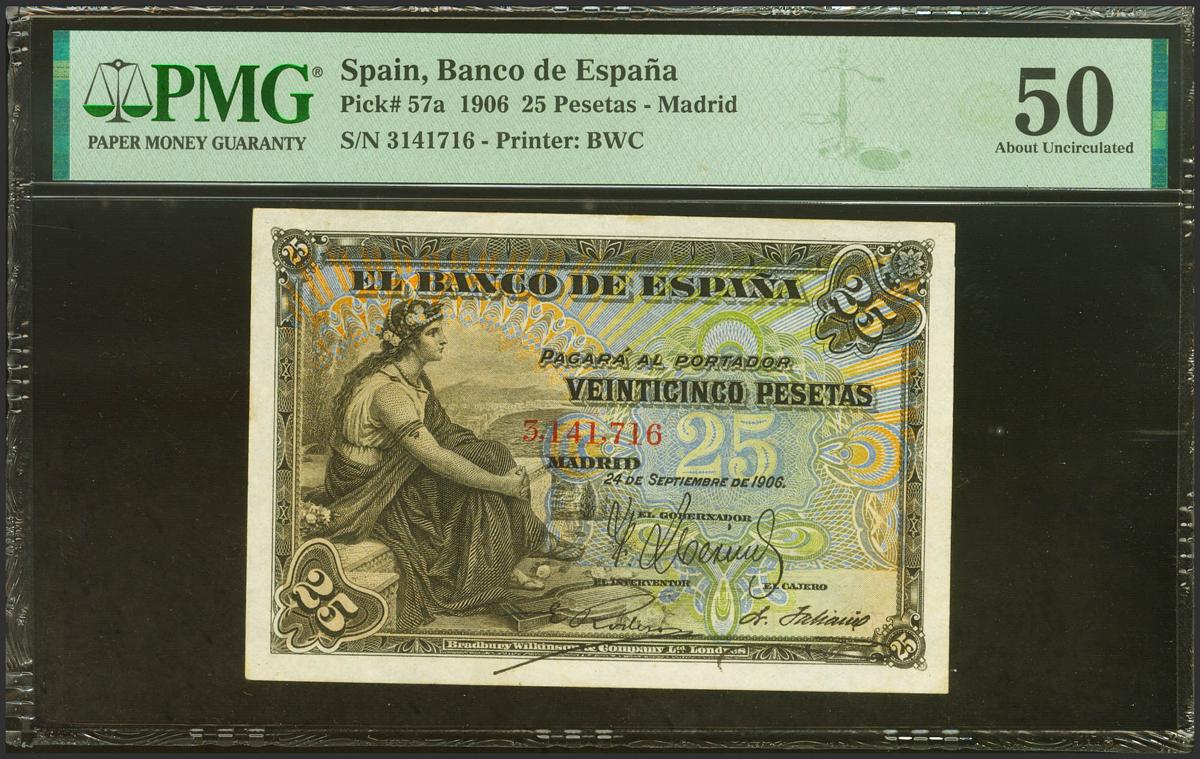 PMG®
PAPER MONEY GUARANTY
Spain, Banco de España
Pick# 57a 1906 25 Pesetas - Madrid
S/N 3141716 - Printer: BWC
50
About Uncirculated
25
EL BANCO DE ESPAÑA
25
PAGARÁ AL PORTADOR
VEINTICINCO PESETAS
3,141,716
25
MADRID
24 DE SEPTIEMBRE DE 1906.
EL GOBERNADOR
EL INTERVENTOR EL CAJERO
25
25
Bradbury Wilkinson & Company Ld. Londres